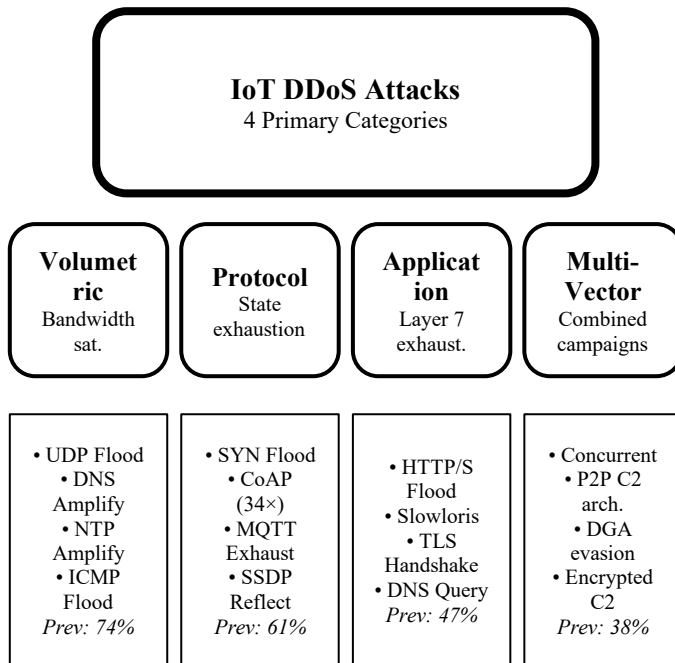 IoT DDoS Attacks
4 Primary Categories
Volumet
ric
Bandwidth
sat.
Protocol
State
exhaustion
Applicat
ion
Layer 7
exhaust.
Multi-
Vector
Combined
campaigns
• UDP Flood
• DNS
Amplify
• NTP
Amplify
• ICMP
Flood
Prev: 74%
• SYN Flood
• CoAP
(34×)
• MQTT
Exhaust
• SSDP
Reflect
Prev: 61%
• HTTP/S
Flood
• Slowloris
• TLS
Handshake
• DNS Query
Prev: 47%
• Concurrent
• P2P C2
arch.
• DGA
evasion
• Encrypted
C2
Prev: 38%